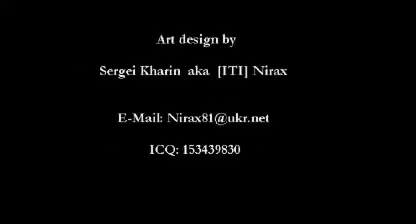 Art design by
Sergei Kharin aka [ITI] Nirax
E-Mail: Nirax81@ukr.net
ICQ: 153439830